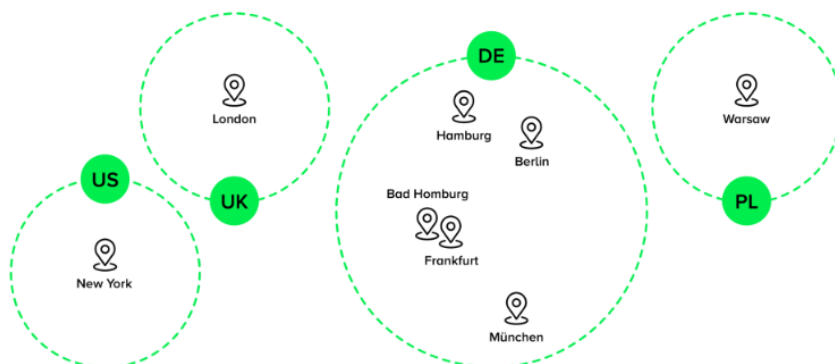 US
New York
London
UK
DE
Hamburg
Berlin
Bad Homburg
Frankfurt
München
Warsaw
PL